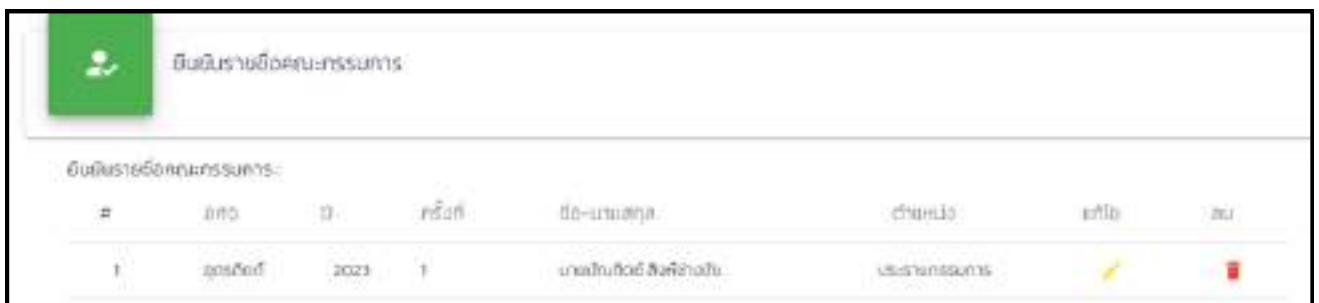 ยืนยันรายชื่อคณะกรรมการ
ยืนยันรายชื่อคณะกรรมการ :
# ปี ครั้งที่ ชื่อ-นามสกุล ตำแหน่ง แก้ไข ลบ
1 อุตรดิตถ์ 2023 1 ประธานกรรมการ